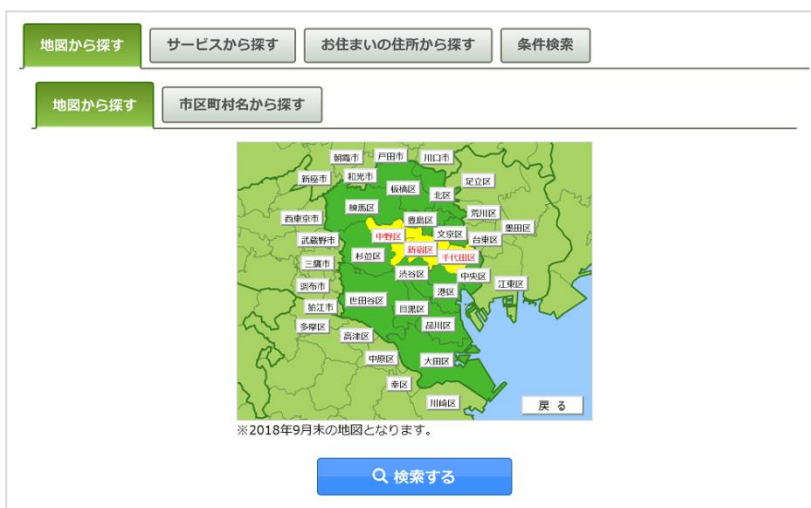 地図から探す サービスから探す お住まいの住所から探す 条件検索
地図から探す 市区町村名から探す
朝霞市 戸田市 川口市
新座市 和光市 板橋区 北区 足立区
西東京市 練馬区 豊島区 荒川区 墨田区
武蔵野市 中野区 新宿区 文京区 台東区
三鷹市 杉並区 渋谷区 千代田区 中央区 江東区
調布市 世田谷区 目黒区 港区
狛江市 品川区
多摩区 高津区
中原区 大田区
幸区
川崎区 戻る
※2018年9月末の地図となります。
検索する